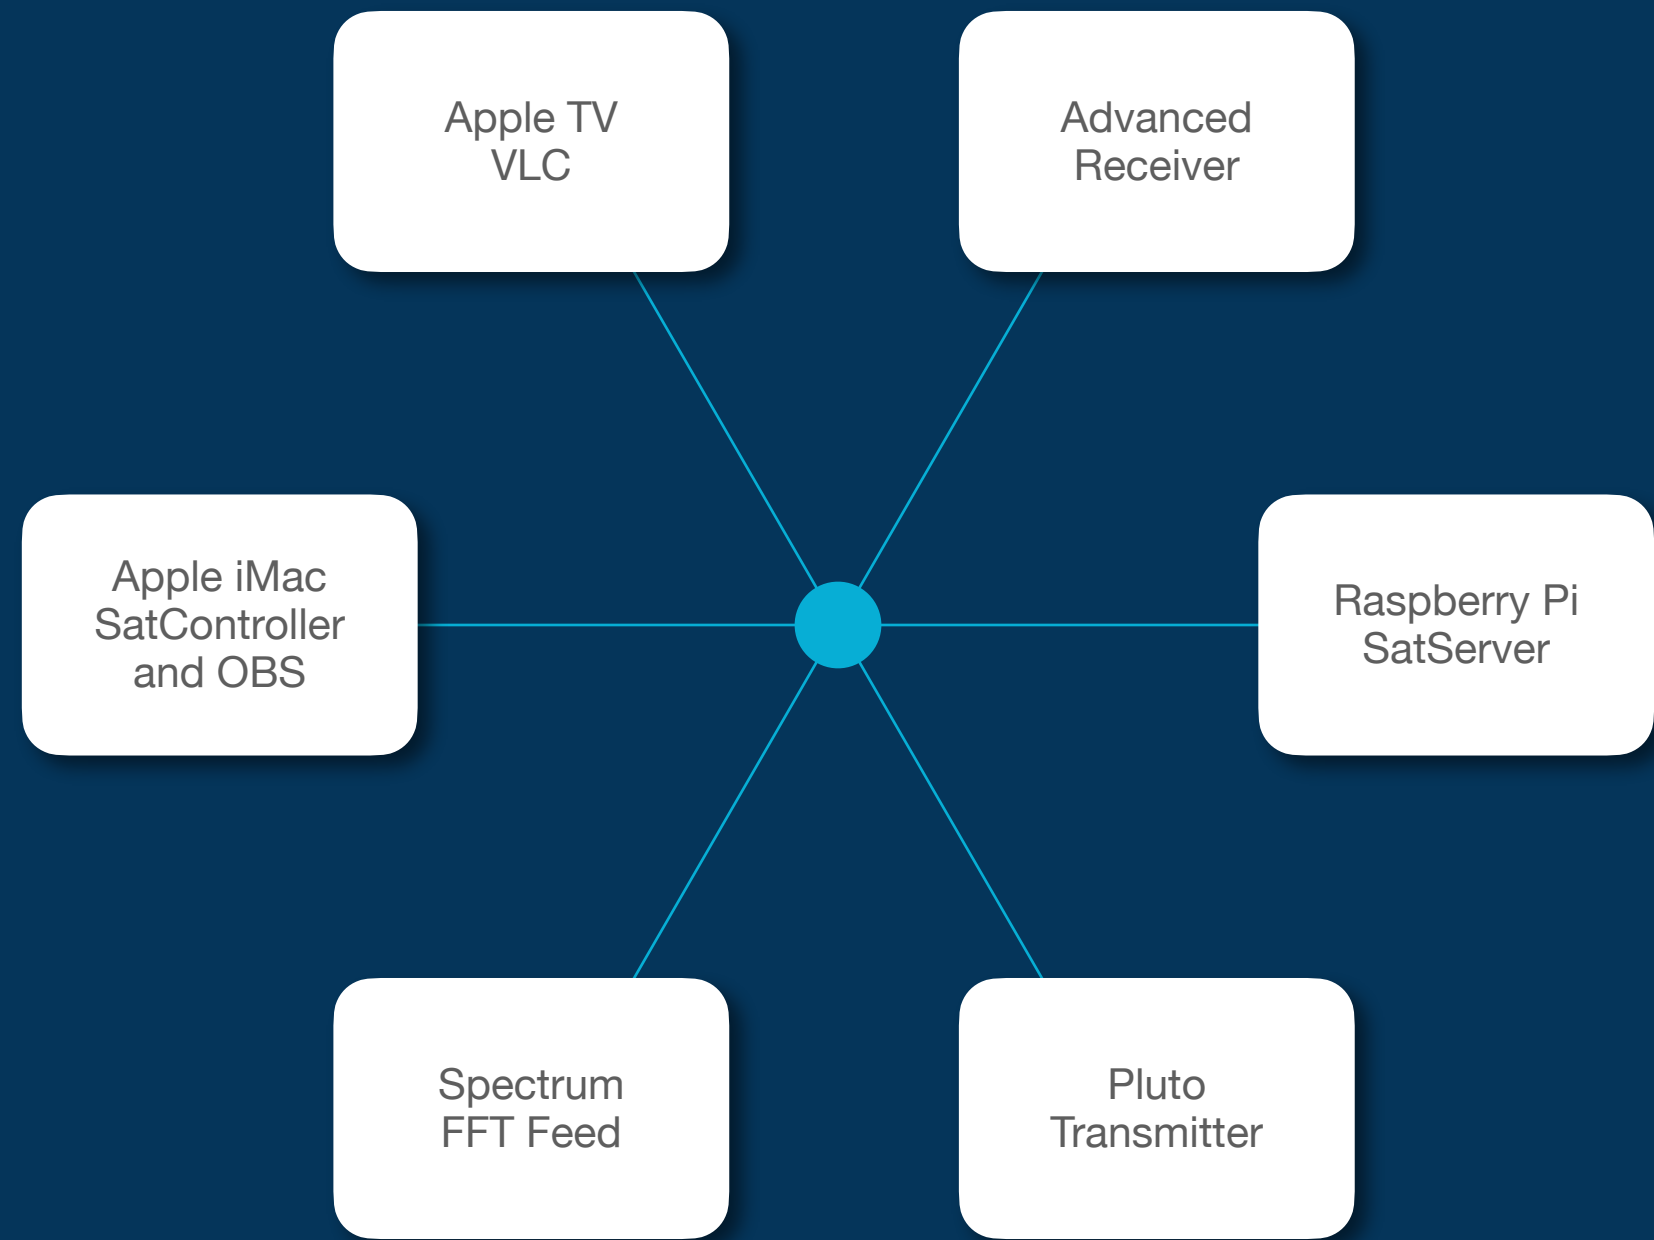 Apple TV
VLC
Advanced
Receiver
Apple iMac
SatController
and OBS
Raspberry Pi
SatServer
Spectrum
FFT Feed
Pluto
Transmitter